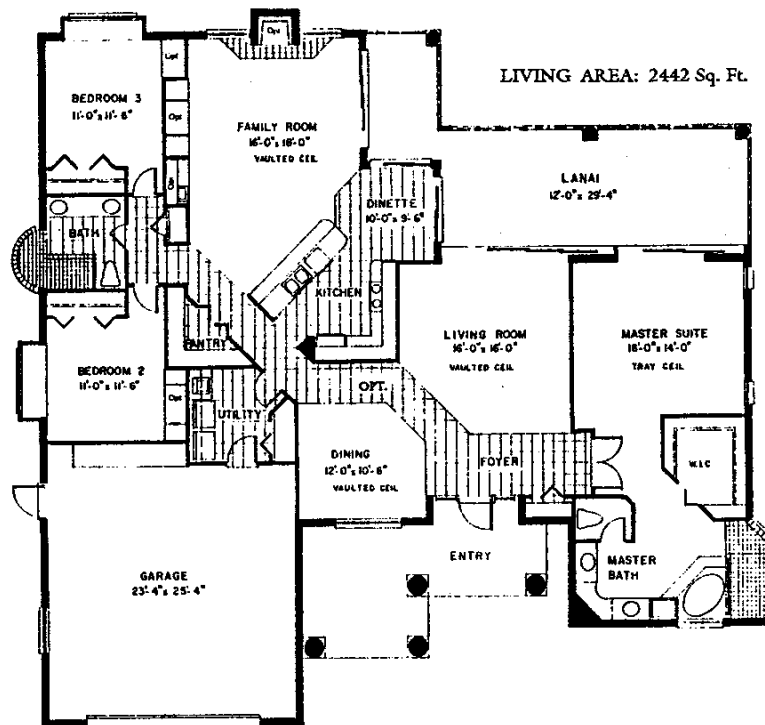 LIVING AREA: 2442 Sq. Ft.
Opt
Opt
BEDROOM 3
11'-0" x 11'-6"
Opt
FAMILY ROOM
16'-0" x 18'-0"
VAULTED CEIL
LANAI
12'-0" x 29'-4"
DINETTE
10'-0" x 9'-6"
BATH
KITCHEN
PANTRY
LIVING ROOM
16'-0" x 16'-0"
VAULTED CEIL
MASTER SUITE
18'-0" x 14'-0"
TRAY CEIL
BEDROOM 2
11'-0" x 11'-6"
Opt
OPT.
UTILITY
DINING
12'-0" x 10'-8"
VAULTED CEIL
FOYER
W.I.C
ENTRY
MASTER
BATH
GARAGE
23'-4" x 25'-4"